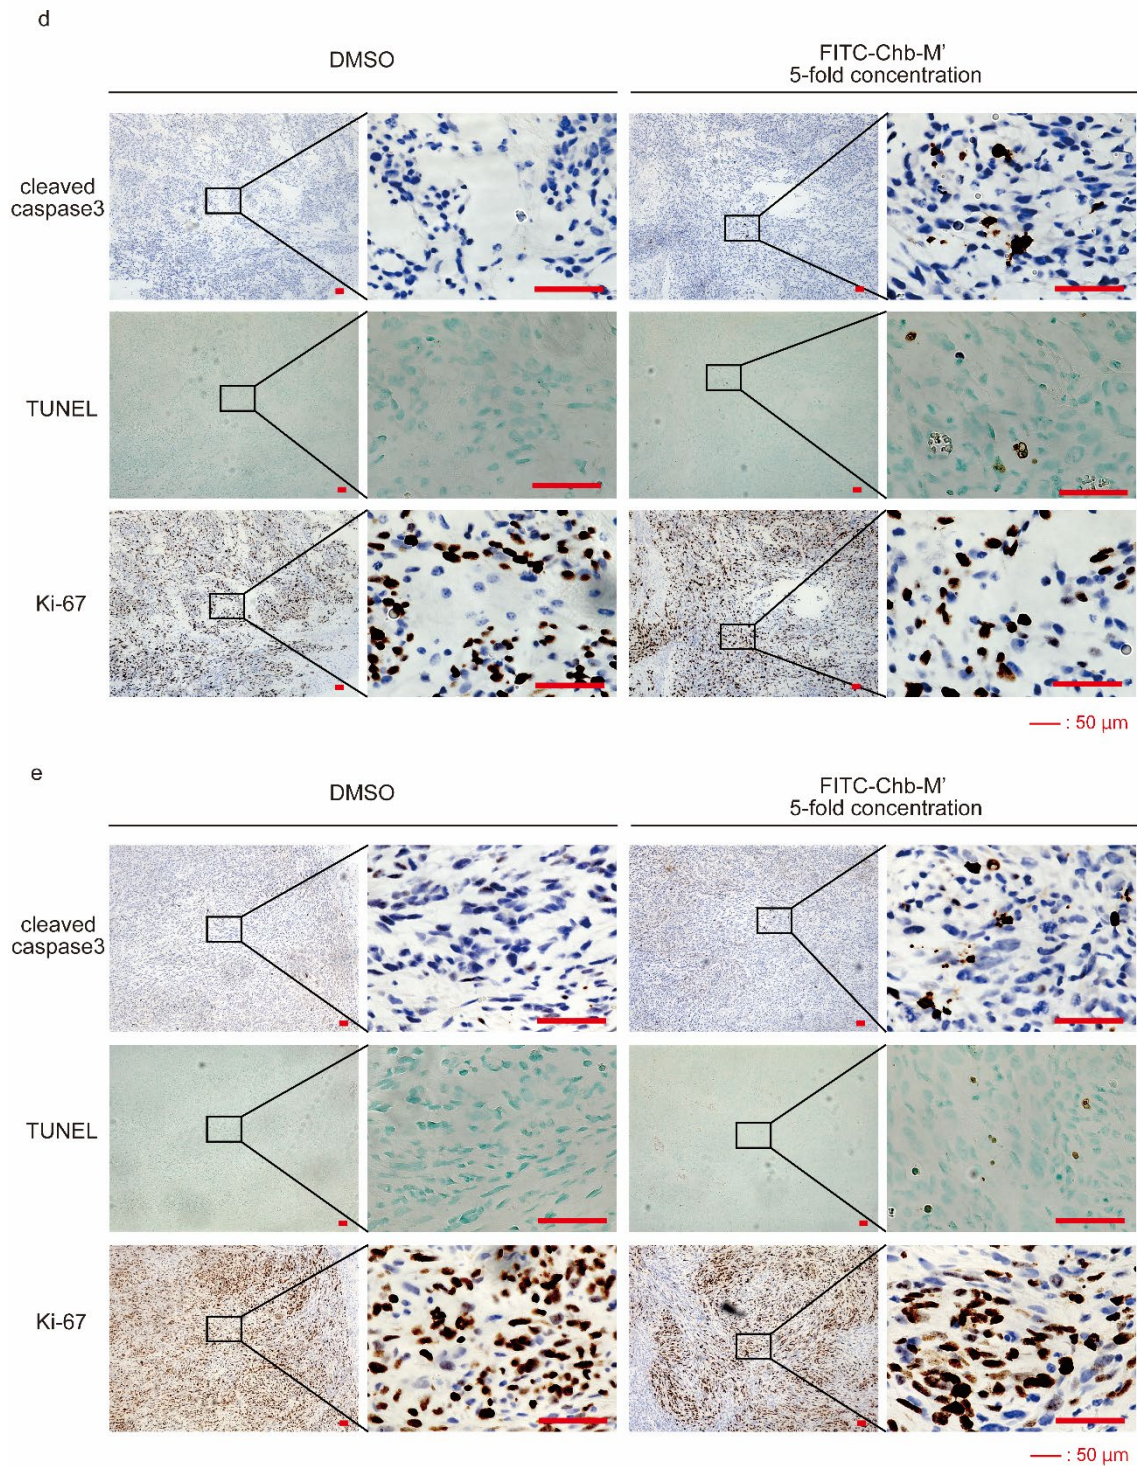 d
DMSO
FITC-Chb-M'
5-fold concentration
cleaved
caspase3
TUNEL
Ki-67
: 50 μm
e
DMSO
FITC-Chb-M'
5-fold concentration
cleaved
caspase3
TUNEL
Ki-67
: 50 μm